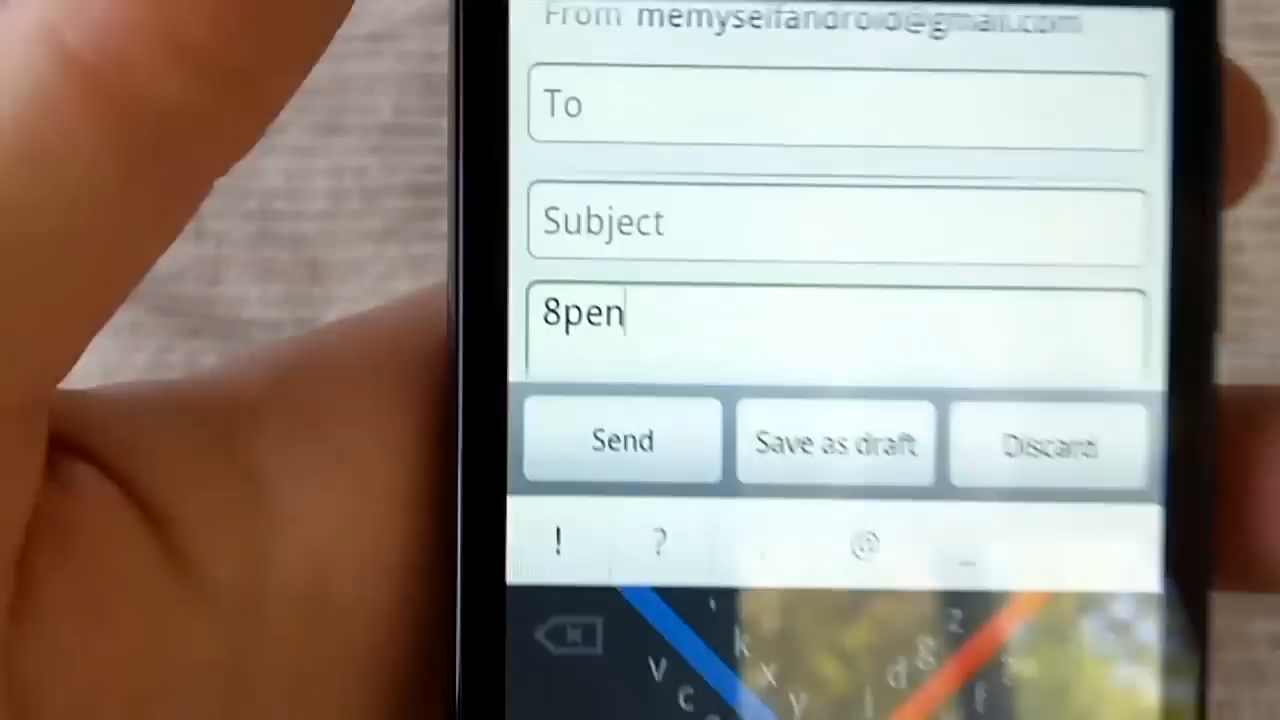 From memyselfandroid@gmail.com
To
Subject
8pen
Send Save as draft Discard
! ? . @ _
' z
k g
v x d
c y i f